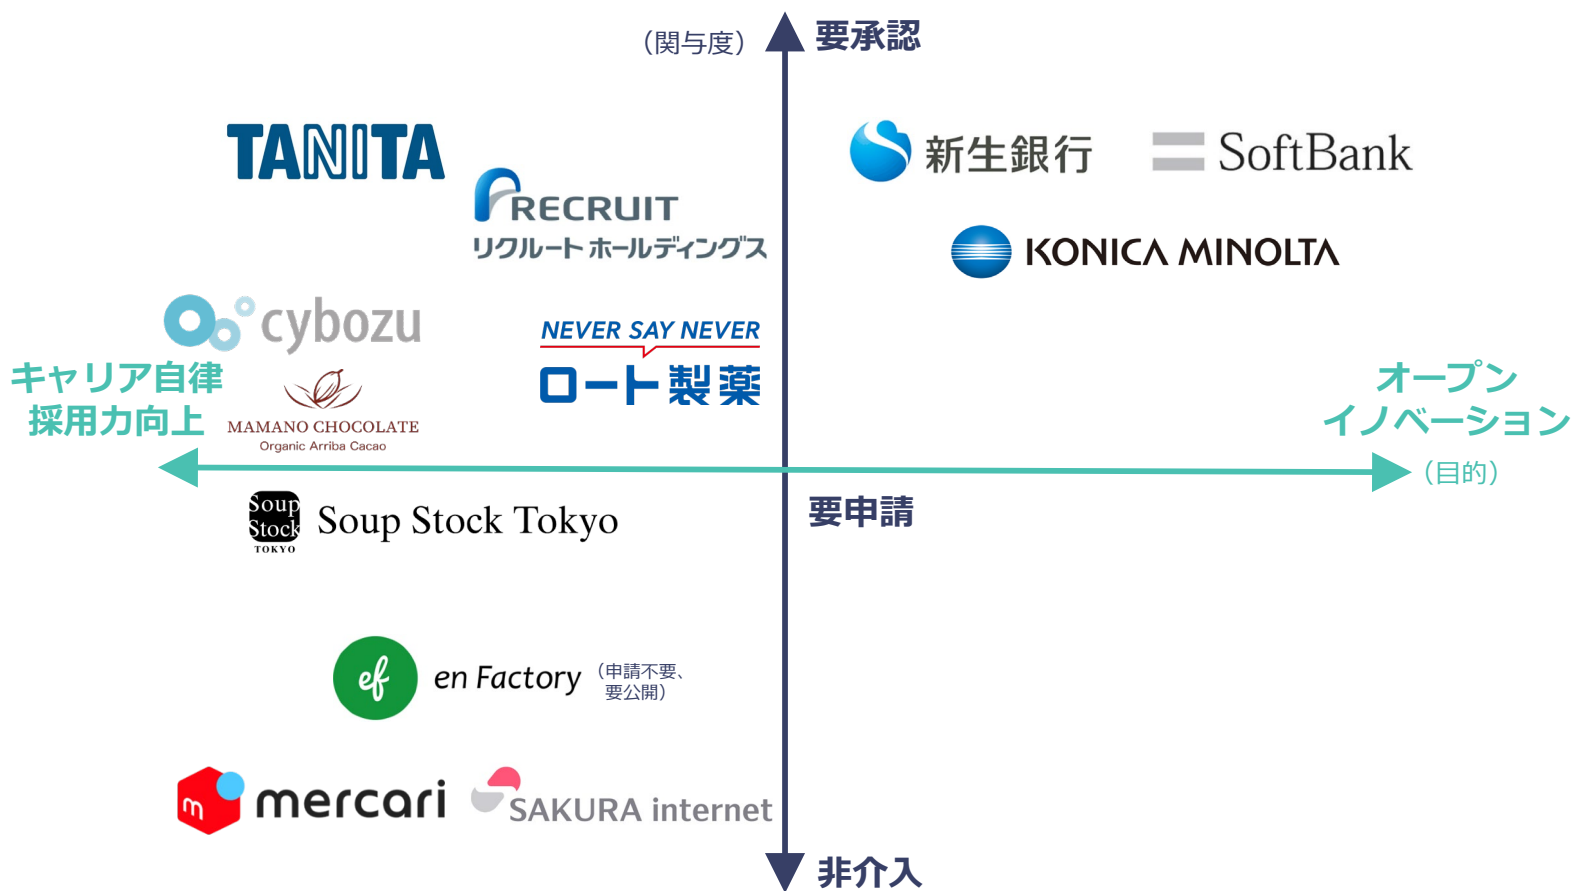 (関与度)
要承認
TANITA
新生銀行
SoftBank
RECRUIT
リクルート ホールディングス
KONICA MINOLTA
cybozu
NEVER SAY NEVER
ロート製薬
キャリア自律
採用力向上
MAMANO CHOCOLATE
Organic Arriba Cacao
オープン
イノベーション
(目的)
要申請
Soup
Stock
TOKYO
Soup Stock Tokyo
ef
en Factory
(申請不要、
要公開)
m
mercari
SAKURA internet
非介入